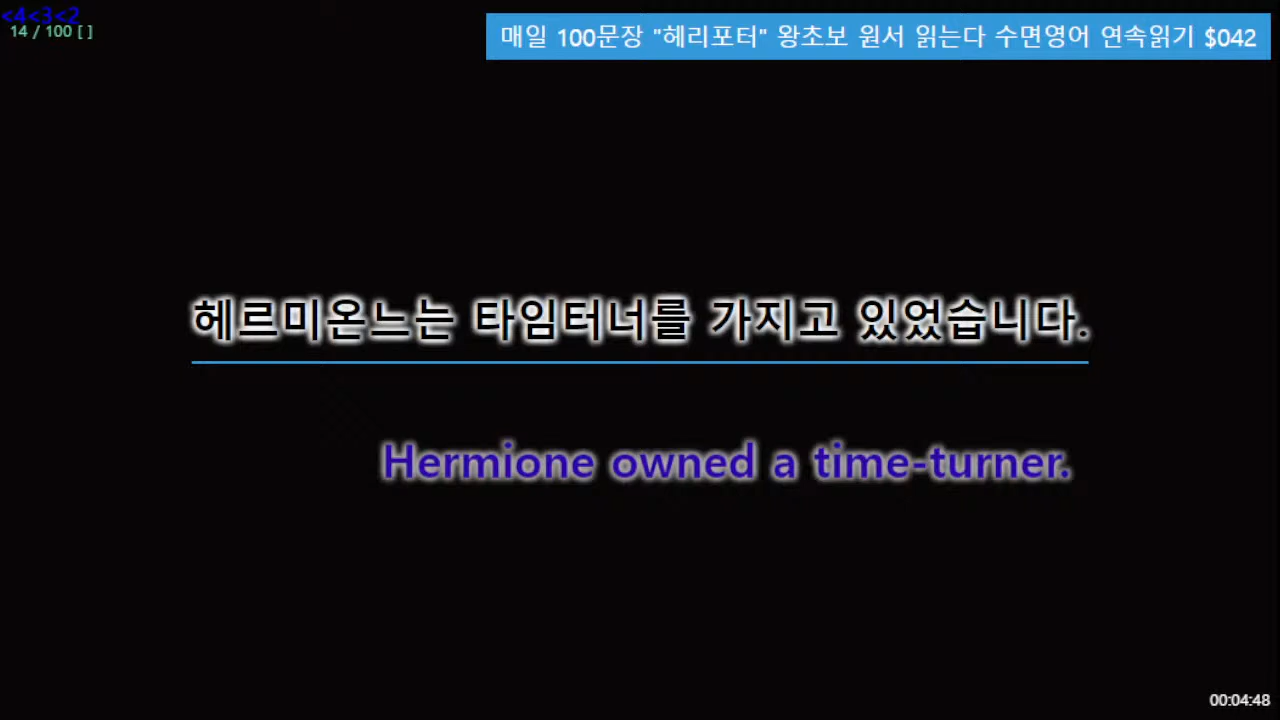 <4<3<2
14 / 100 [ ]
매일 100문장 "헤리포터" 왕초보 원서 읽는다 수면영어 연속읽기 $042
헤르미온느는 타임터너를 가지고 있었습니다.
Hermione owned a time-turner.
00:04:48